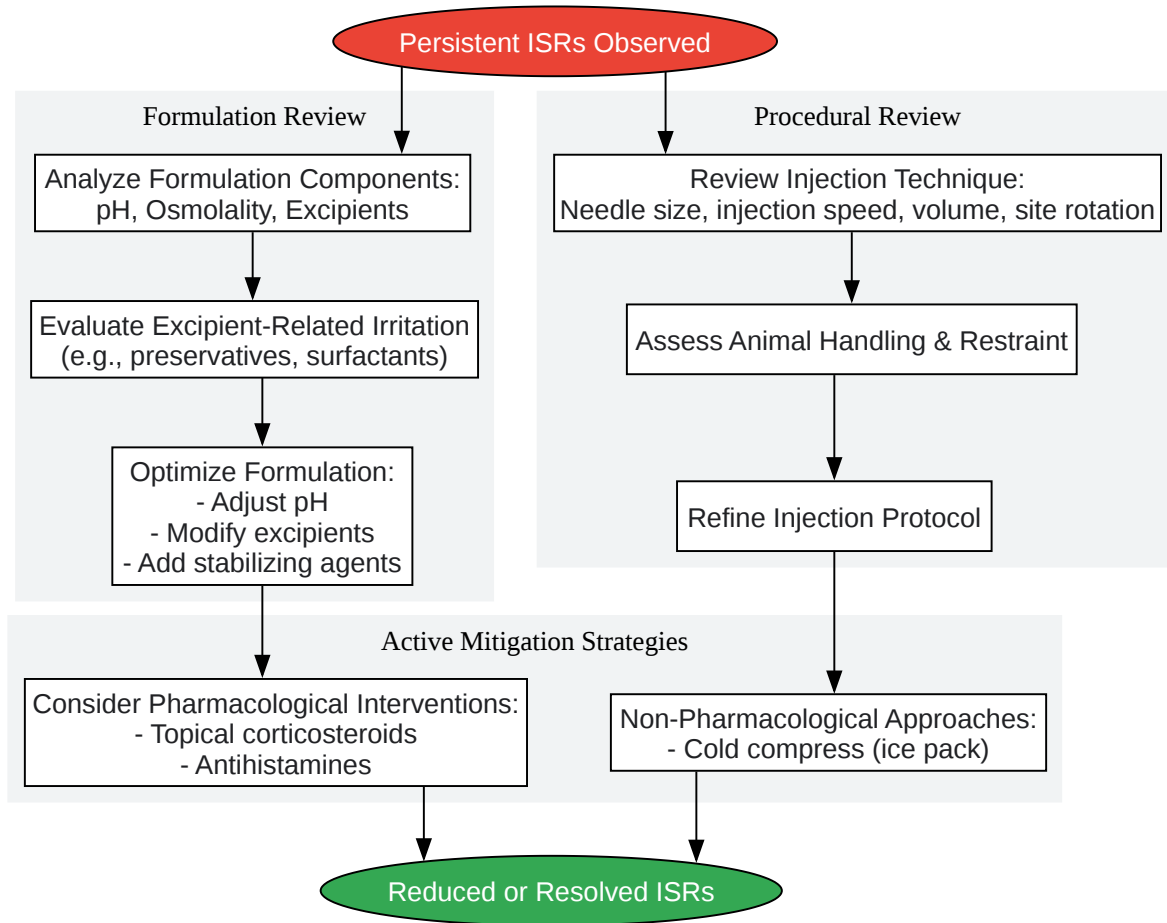 Persistent ISRs Observed
Formulation Review
Analyze Formulation Components:
pH, Osmolality, Excipients
Evaluate Excipient-Related Irritation
(e.g., preservatives, surfactants)
Optimize Formulation:
- Adjust pH
- Modify excipients
- Add stabilizing agents
Procedural Review
Review Injection Technique:
Needle size, injection speed, volume, site rotation
Assess Animal Handling & Restraint
Refine Injection Protocol
Active Mitigation Strategies
Consider Pharmacological Interventions:
- Topical corticosteroids
- Antihistamines
Non-Pharmacological Approaches:
- Cold compress (ice pack)
Reduced or Resolved ISRs